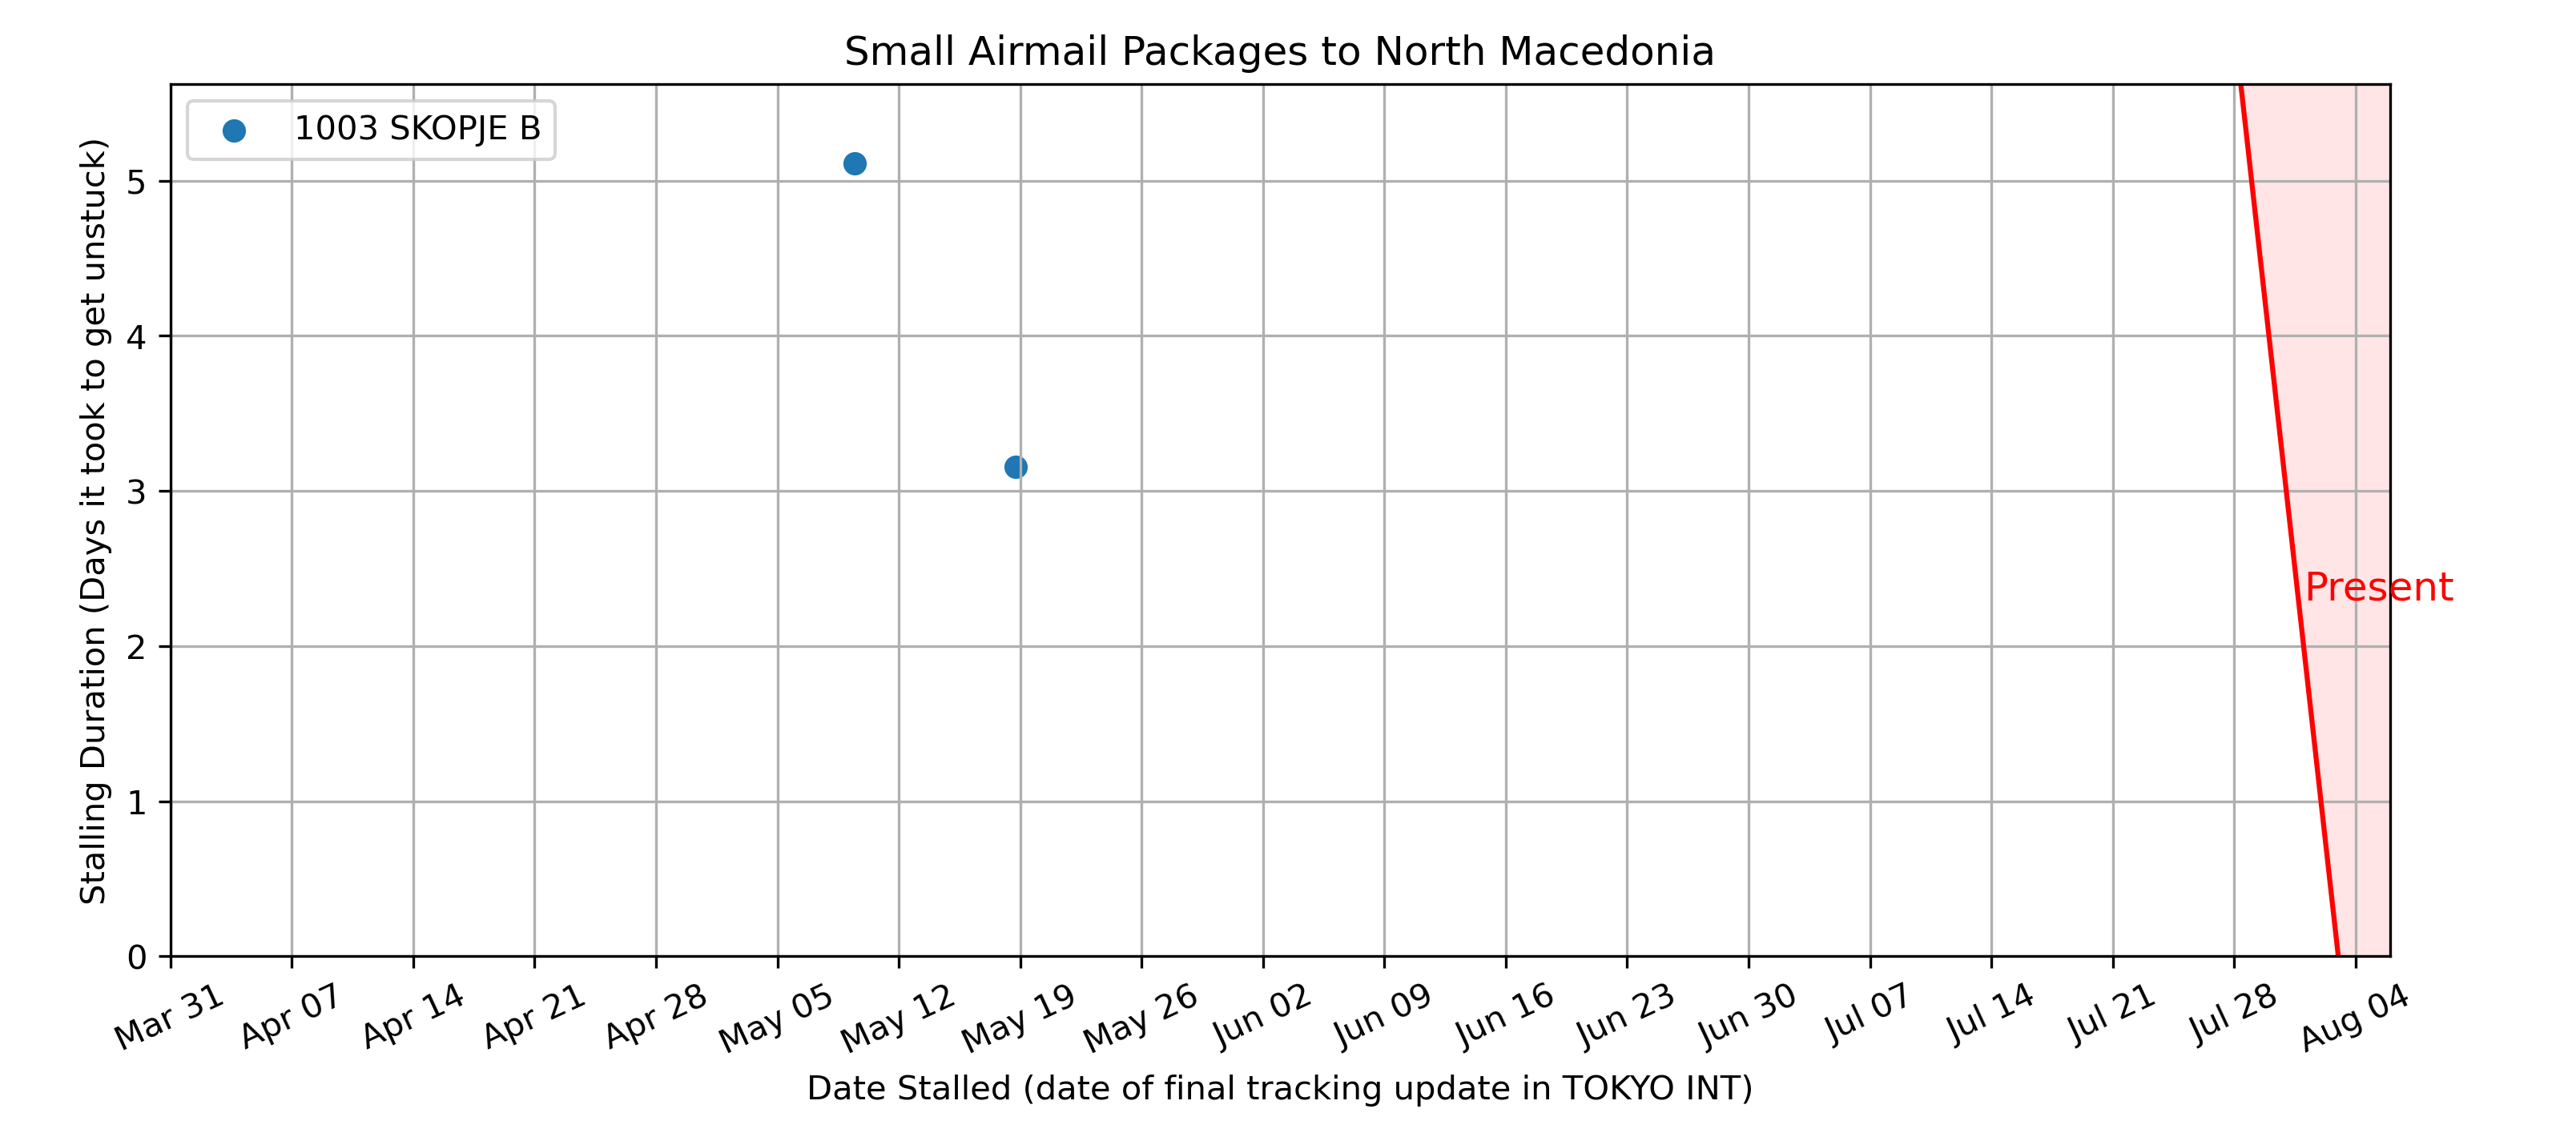 Small Airmail Packages to North Macedonia
1003 SKOPJE B
Stalling Duration (Days it took to get unstuck)
5
4
3
2
1
0
Present
Mar 31 Apr 07 Apr 14 Apr 21 Apr 28 May 05 May 12 May 19 May 26 Jun 02 Jun 09 Jun 16 Jun 23 Jun 30 Jul 07 Jul 14 Jul 21 Jul 28 Aug 04
Date Stalled (date of final tracking update in TOKYO INT)